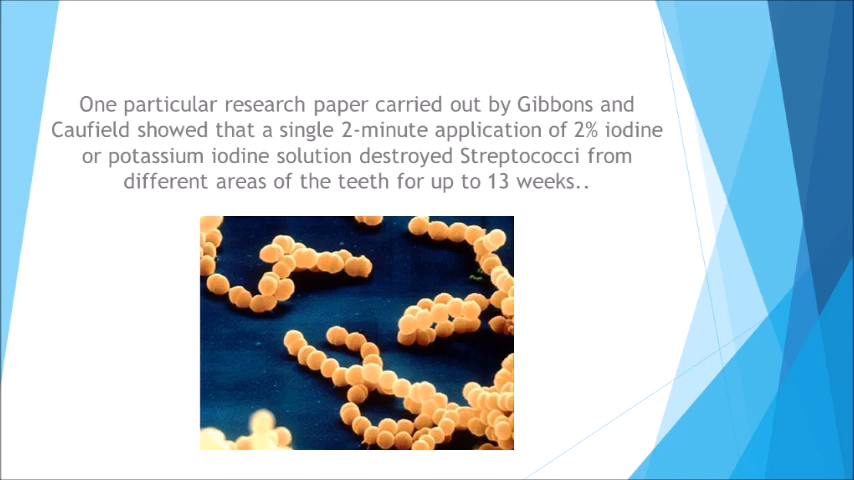 One particular research paper carried out by Gibbons and
Caufield showed that a single 2-minute application of 2% iodine
or potassium iodine solution destroyed Streptococci from
different areas of the teeth for up to 13 weeks..